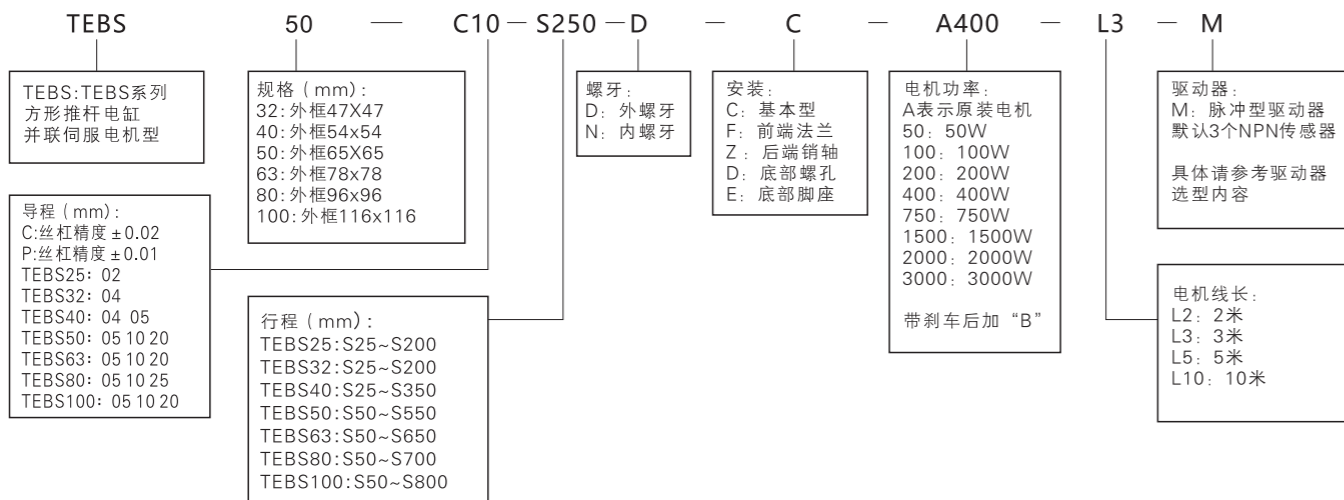 TEBS 50 — C10 — S250 — D — C — A400 — L3 — M
TEBS:TEBS系列
方形推杆电缸
并联伺服电机型
规格（mm）:
32:外框47X47
40:外框54x54
50:外框65X65
63:外框78x78
80:外框96x96
100:外框116x116
螺牙:
D: 外螺牙
N: 内螺牙
安装:
C: 基本型
F: 前端法兰
Z: 后端销轴
D: 底部螺孔
E: 底部脚座
电机功率:
A表示原装电机
50: 50W
100: 100W
200: 200W
400: 400W
750: 750W
1500: 1500W
2000: 2000W
3000: 3000W
带刹车后加“B”
驱动器:
M: 脉冲型驱动器
默认3个NPN传感器
具体请参考驱动器
选型内容
导程（mm）:
C:丝杠精度±0.02
P:丝杠精度±0.01
TEBS25: 02
TEBS32: 04
TEBS40: 04 05
TEBS50: 05 10 20
TEBS63: 05 10 20
TEBS80: 05 10 25
TEBS100: 05 10 20
行程（mm）:
TEBS25:S25~S200
TEBS32:S25~S200
TEBS40:S25~S350
TEBS50:S50~S550
TEBS63:S50~S650
TEBS80:S50~S700
TEBS100:S50~S800
电机线长:
L2: 2米
L3: 3米
L5: 5米
L10: 10米